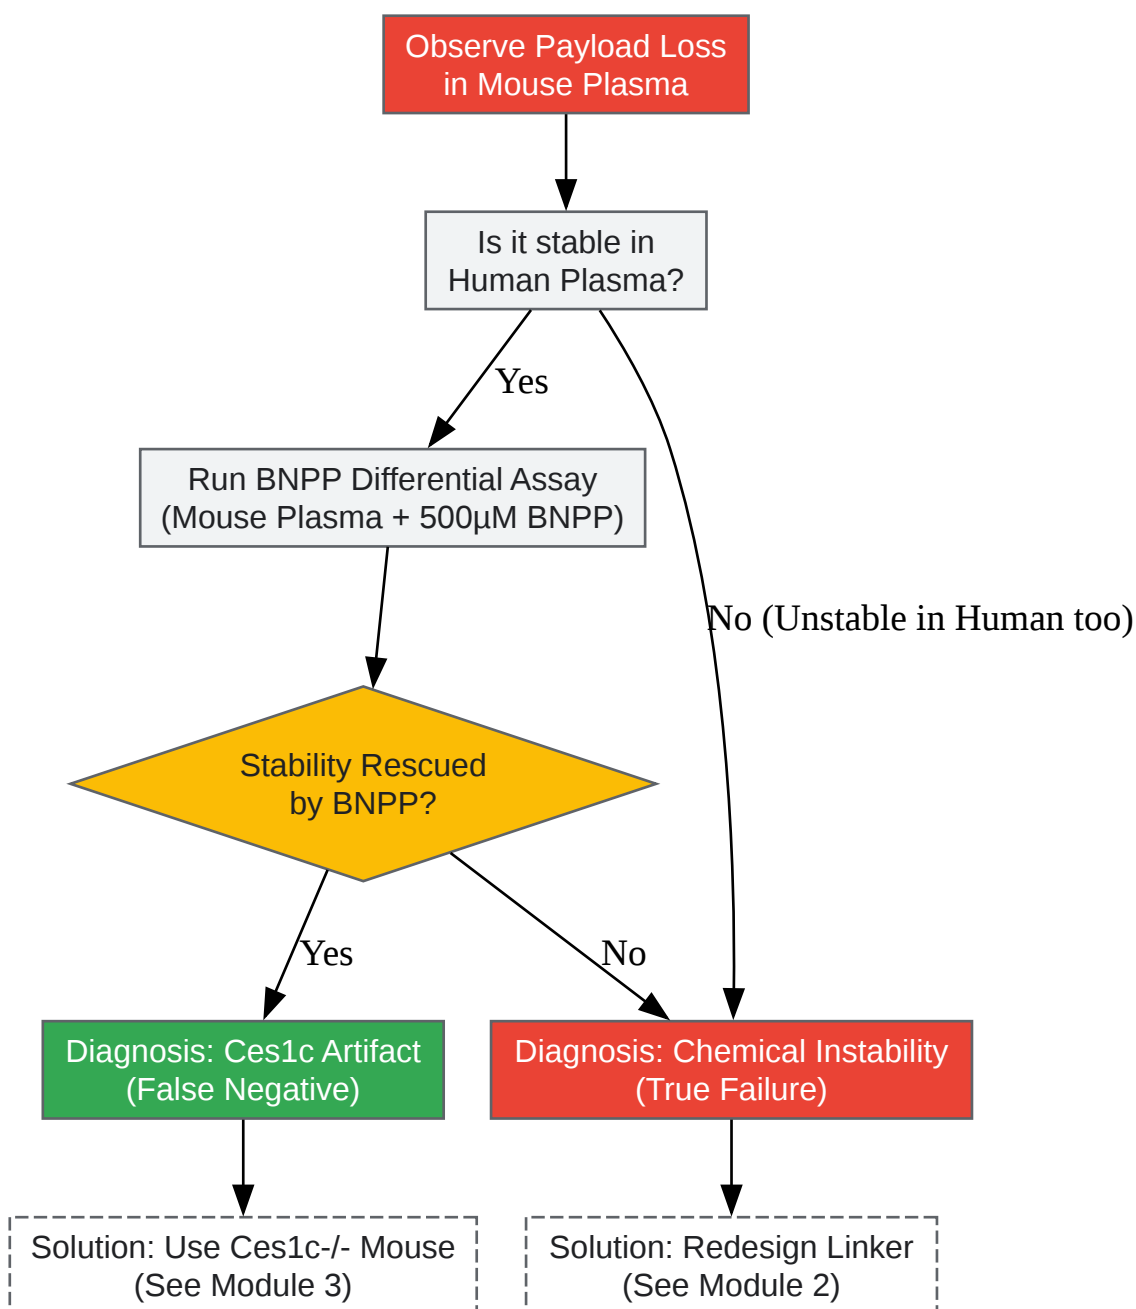 Observe Payload Loss
in Mouse Plasma
Is it stable in
Human Plasma?
Yes
Run BNPP Differential Assay
(Mouse Plasma + 500µM BNPP)
No (Unstable in Human too)
Stability Rescued
by BNPP?
Yes
No
Diagnosis: Ces1c Artifact
(False Negative)
Diagnosis: Chemical Instability
(True Failure)
Solution: Use Ces1c-/- Mouse
(See Module 3)
Solution: Redesign Linker
(See Module 2)